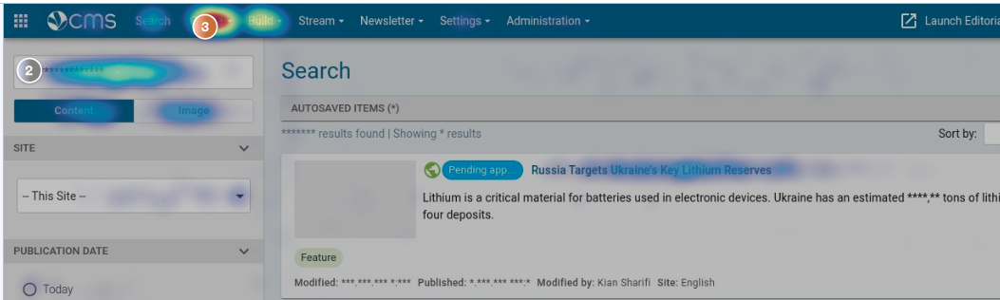 CMS Search Build Stream Newsletter Settings Administration Launch Editoria
3
2 *************
Content Image
SITE
-- This Site --
PUBLICATION DATE
Today
Search
AUTOSAVED ITEMS (*)
******* results found | Showing * results
Sort by:
Pending app... Russia Targets Ukraine's Key Lithium Reserves
Lithium is a critical material for batteries used in electronic devices. Ukraine has an estimated ****,** tons of lithi
four deposits.
Feature
Modified: ***,***,*** *:*** Published: *,***,*** ***:* Modified by: Kian Sharifi Site: English